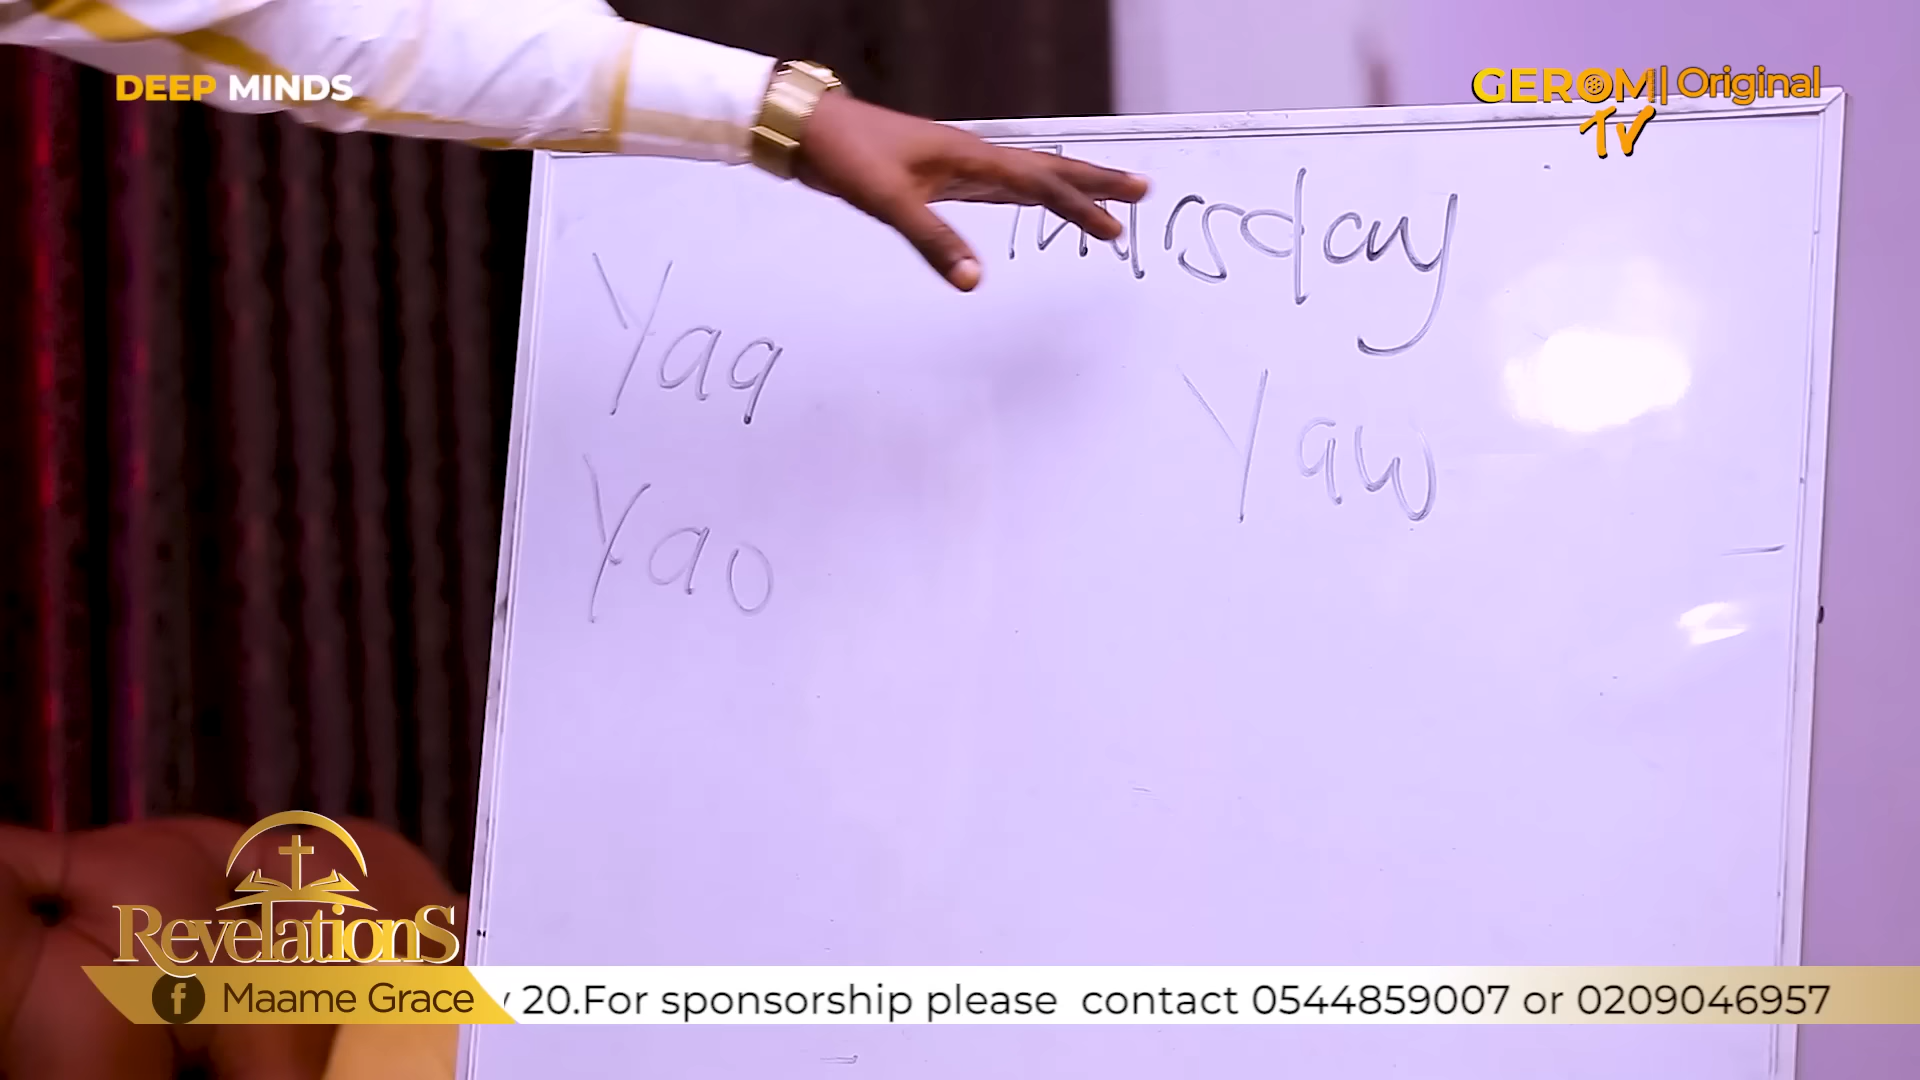 DEEP MINDS
GEROM TV | Original
Thursday
Yaa
Yaw
Yao
Revelations
Maame Grace
20.For sponsorship please contact 0544859007 or 0209046957